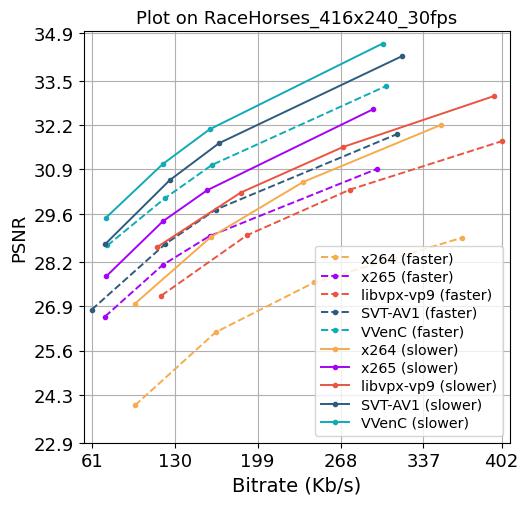 Plot on RaceHorses_416x240_30fps
34.9
33.5
32.2
30.9
29.6
28.2
26.9
25.6
24.3
22.9
PSNR
x264 (faster)
x265 (faster)
libvpx-vp9 (faster)
SVT-AV1 (faster)
VVenC (faster)
x264 (slower)
x265 (slower)
libvpx-vp9 (slower)
SVT-AV1 (slower)
VVenC (slower)
61 130 199 268 337 402
Bitrate (Kb/s)